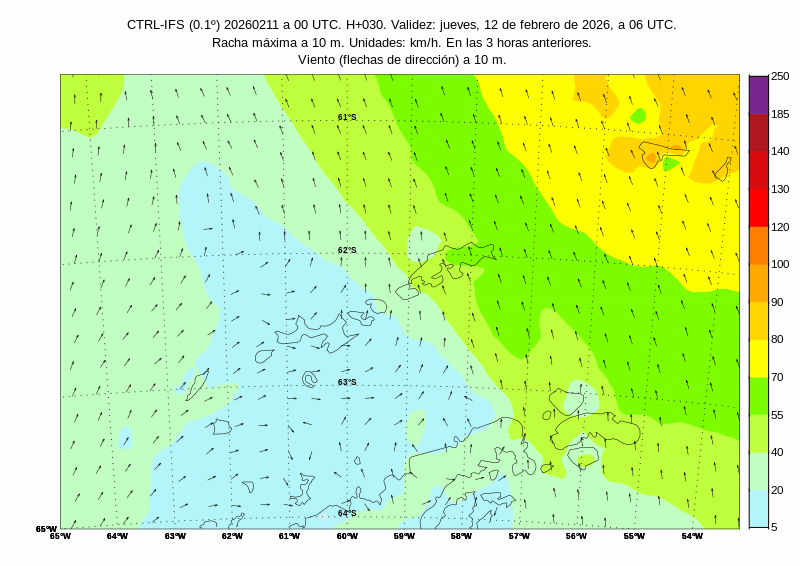 CTRL-IFS (0.1º) 20260211 a 00 UTC. H+030. Validez: jueves, 12 de febrero de 2026, a 06 UTC.
Racha máxima a 10 m. Unidades: km/h. En las 3 horas anteriores.
Viento (flechas de dirección) a 10 m.
250
185
140
130
120
100
90
80
70
55
40
20
5
61°S
62°S
63°S
64°S
65°W
65°W 64°W 63°W 62°W 61°W 60°W 59°W 58°W 57°W 56°W 55°W 54°W